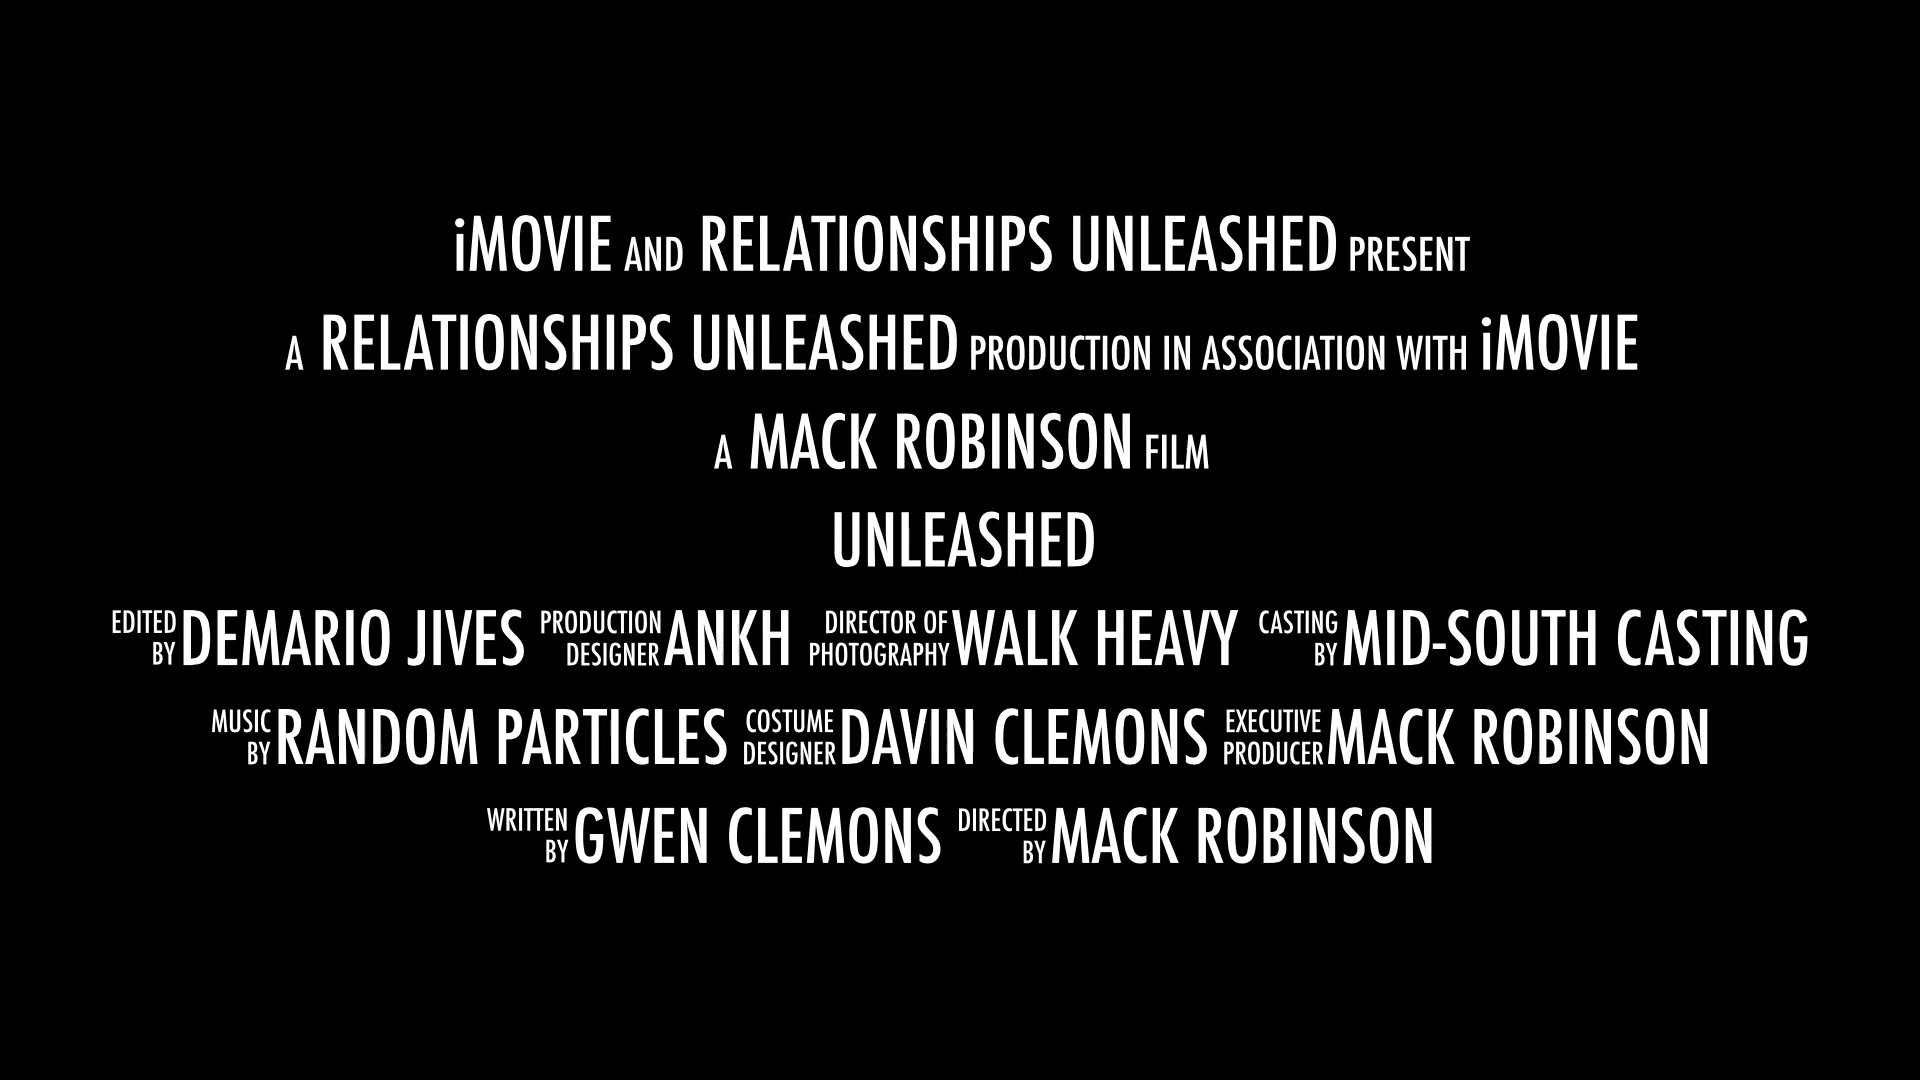 iMOVIE AND RELATIONSHIPS UNLEASHED PRESENT
A RELATIONSHIPS UNLEASHED PRODUCTION IN ASSOCIATION WITH iMOVIE
A MACK ROBINSON FILM
UNLEASHED
EDITED BY DEMARIO JIVES PRODUCTION DESIGNER ANKH DIRECTOR OF PHOTOGRAPHY WALK HEAVY CASTING BY MID-SOUTH CASTING
MUSIC BY RANDOM PARTICLES COSTUME DESIGNER DAVIN CLEMONS EXECUTIVE PRODUCER MACK ROBINSON
WRITTEN BY GWEN CLEMONS DIRECTED BY MACK ROBINSON